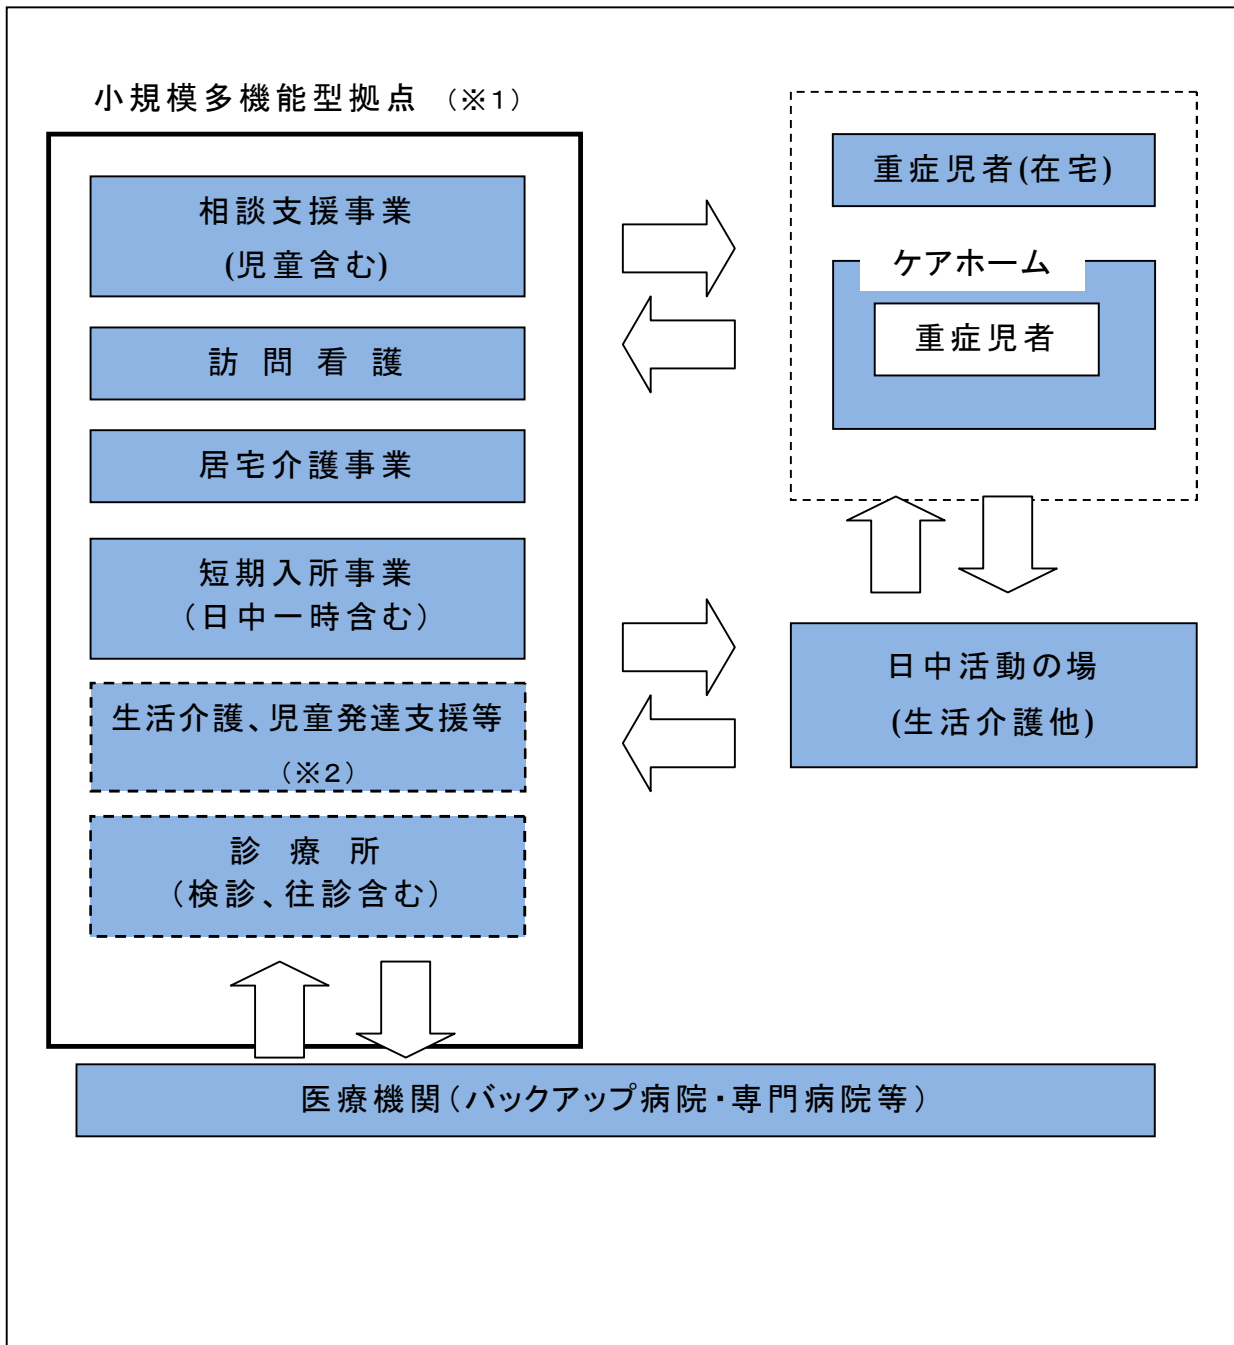 小規模多機能型拠点 (※1)
相談支援事業
(児童含む)
訪問看護
居宅介護事業
短期入所事業
(日中一時含む)
生活介護、児童発達支援等
(※2)
診療所
(検診、往診含む)
重症児者(在宅)
ケアホーム
重症児者
日中活動の場
(生活介護他)
医療機関(バックアップ病院・専門病院等)